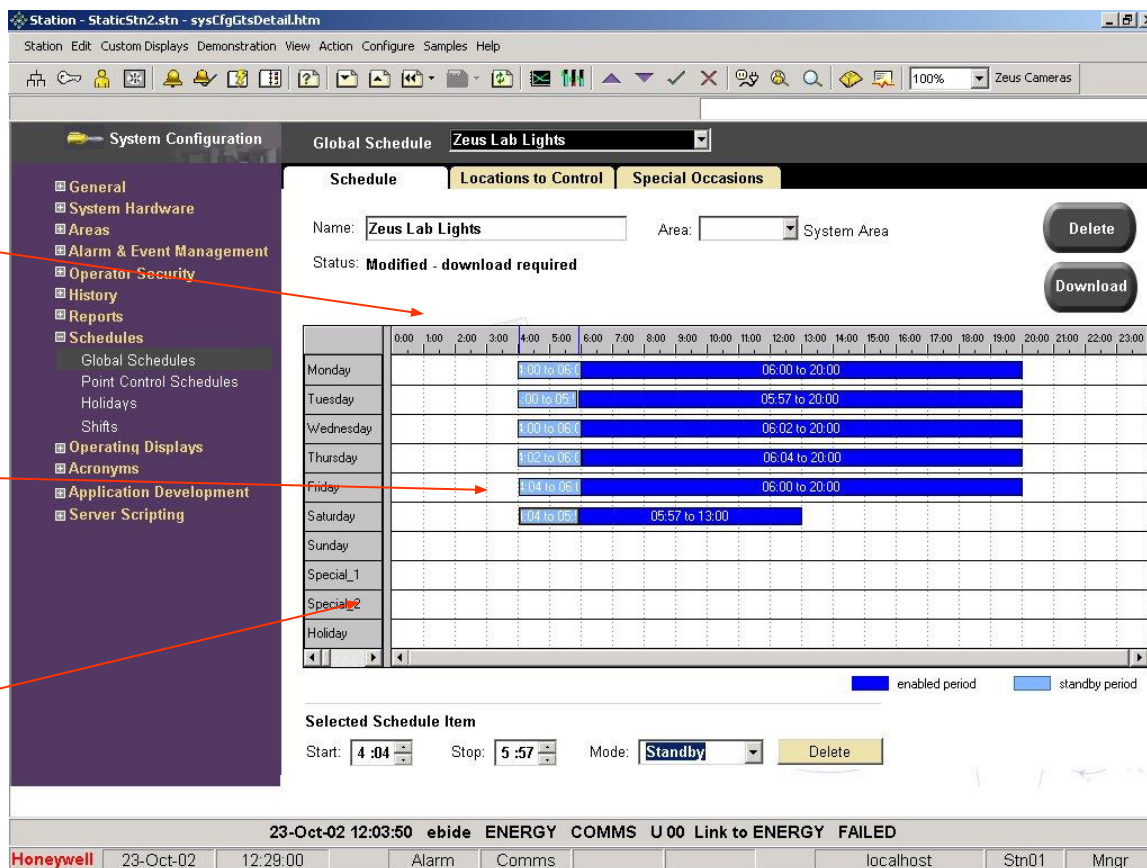 Station - StaticStn2.stn - sysCfgGtsDetail.htm
Station Edit Custom Displays Demonstration View Action Configure Samples Help
100% Zeus Cameras
System Configuration
Global Schedule Zeus Lab Lights
Schedule Locations to Control Special Occasions
General
System Hardware
Areas
Alarm & Event Management
Operator Security
History
Reports
Schedules
Global Schedules
Point Control Schedules
Holidays
Shifts
Operating Displays
Acronyms
Application Development
Server Scripting
Name: Zeus Lab Lights Area: System Area
Delete
Status: Modified - download required
Download
0:00 1:00 2:00 3:00 4:00 5:00 6:00 7:00 8:00 9:00 10:00 11:00 12:00 13:00 14:00 15:00 16:00 17:00 18:00 19:00 20:00 21:00 22:00 23:00
Monday 06:00 to 20:00
Tuesday 05:57 to 20:00
Wednesday 06:02 to 20:00
Thursday 06:04 to 20:00
Friday 06:00 to 20:00
Saturday 05:57 to 13:00
Sunday
Special_1
Special_2
Holiday
enabled period standby period
Selected Schedule Item
Start: 4 :04 Stop: 5 :57 Mode: Standby Delete
23-Oct-02 12:03:50 ebide ENERGY COMMS U 00 Link to ENERGY FAILED
Honeywell 23-Oct-02 12:29:00 Alarm Comms localhost Stn01 Mngr